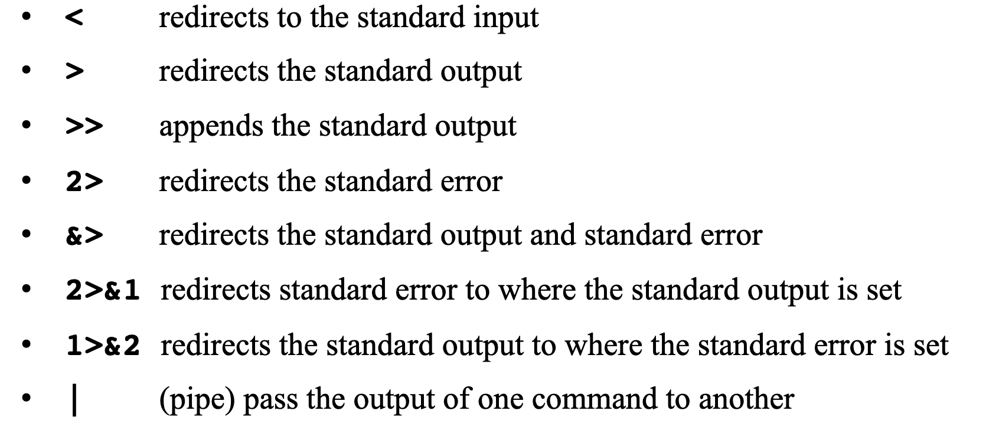 • < redirects to the standard input
• > redirects the standard output
• >> appends the standard output
• 2> redirects the standard error
• &> redirects the standard output and standard error
• 2>&1 redirects standard error to where the standard output is set
• 1>&2 redirects the standard output to where the standard error is set
• | (pipe) pass the output of one command to another